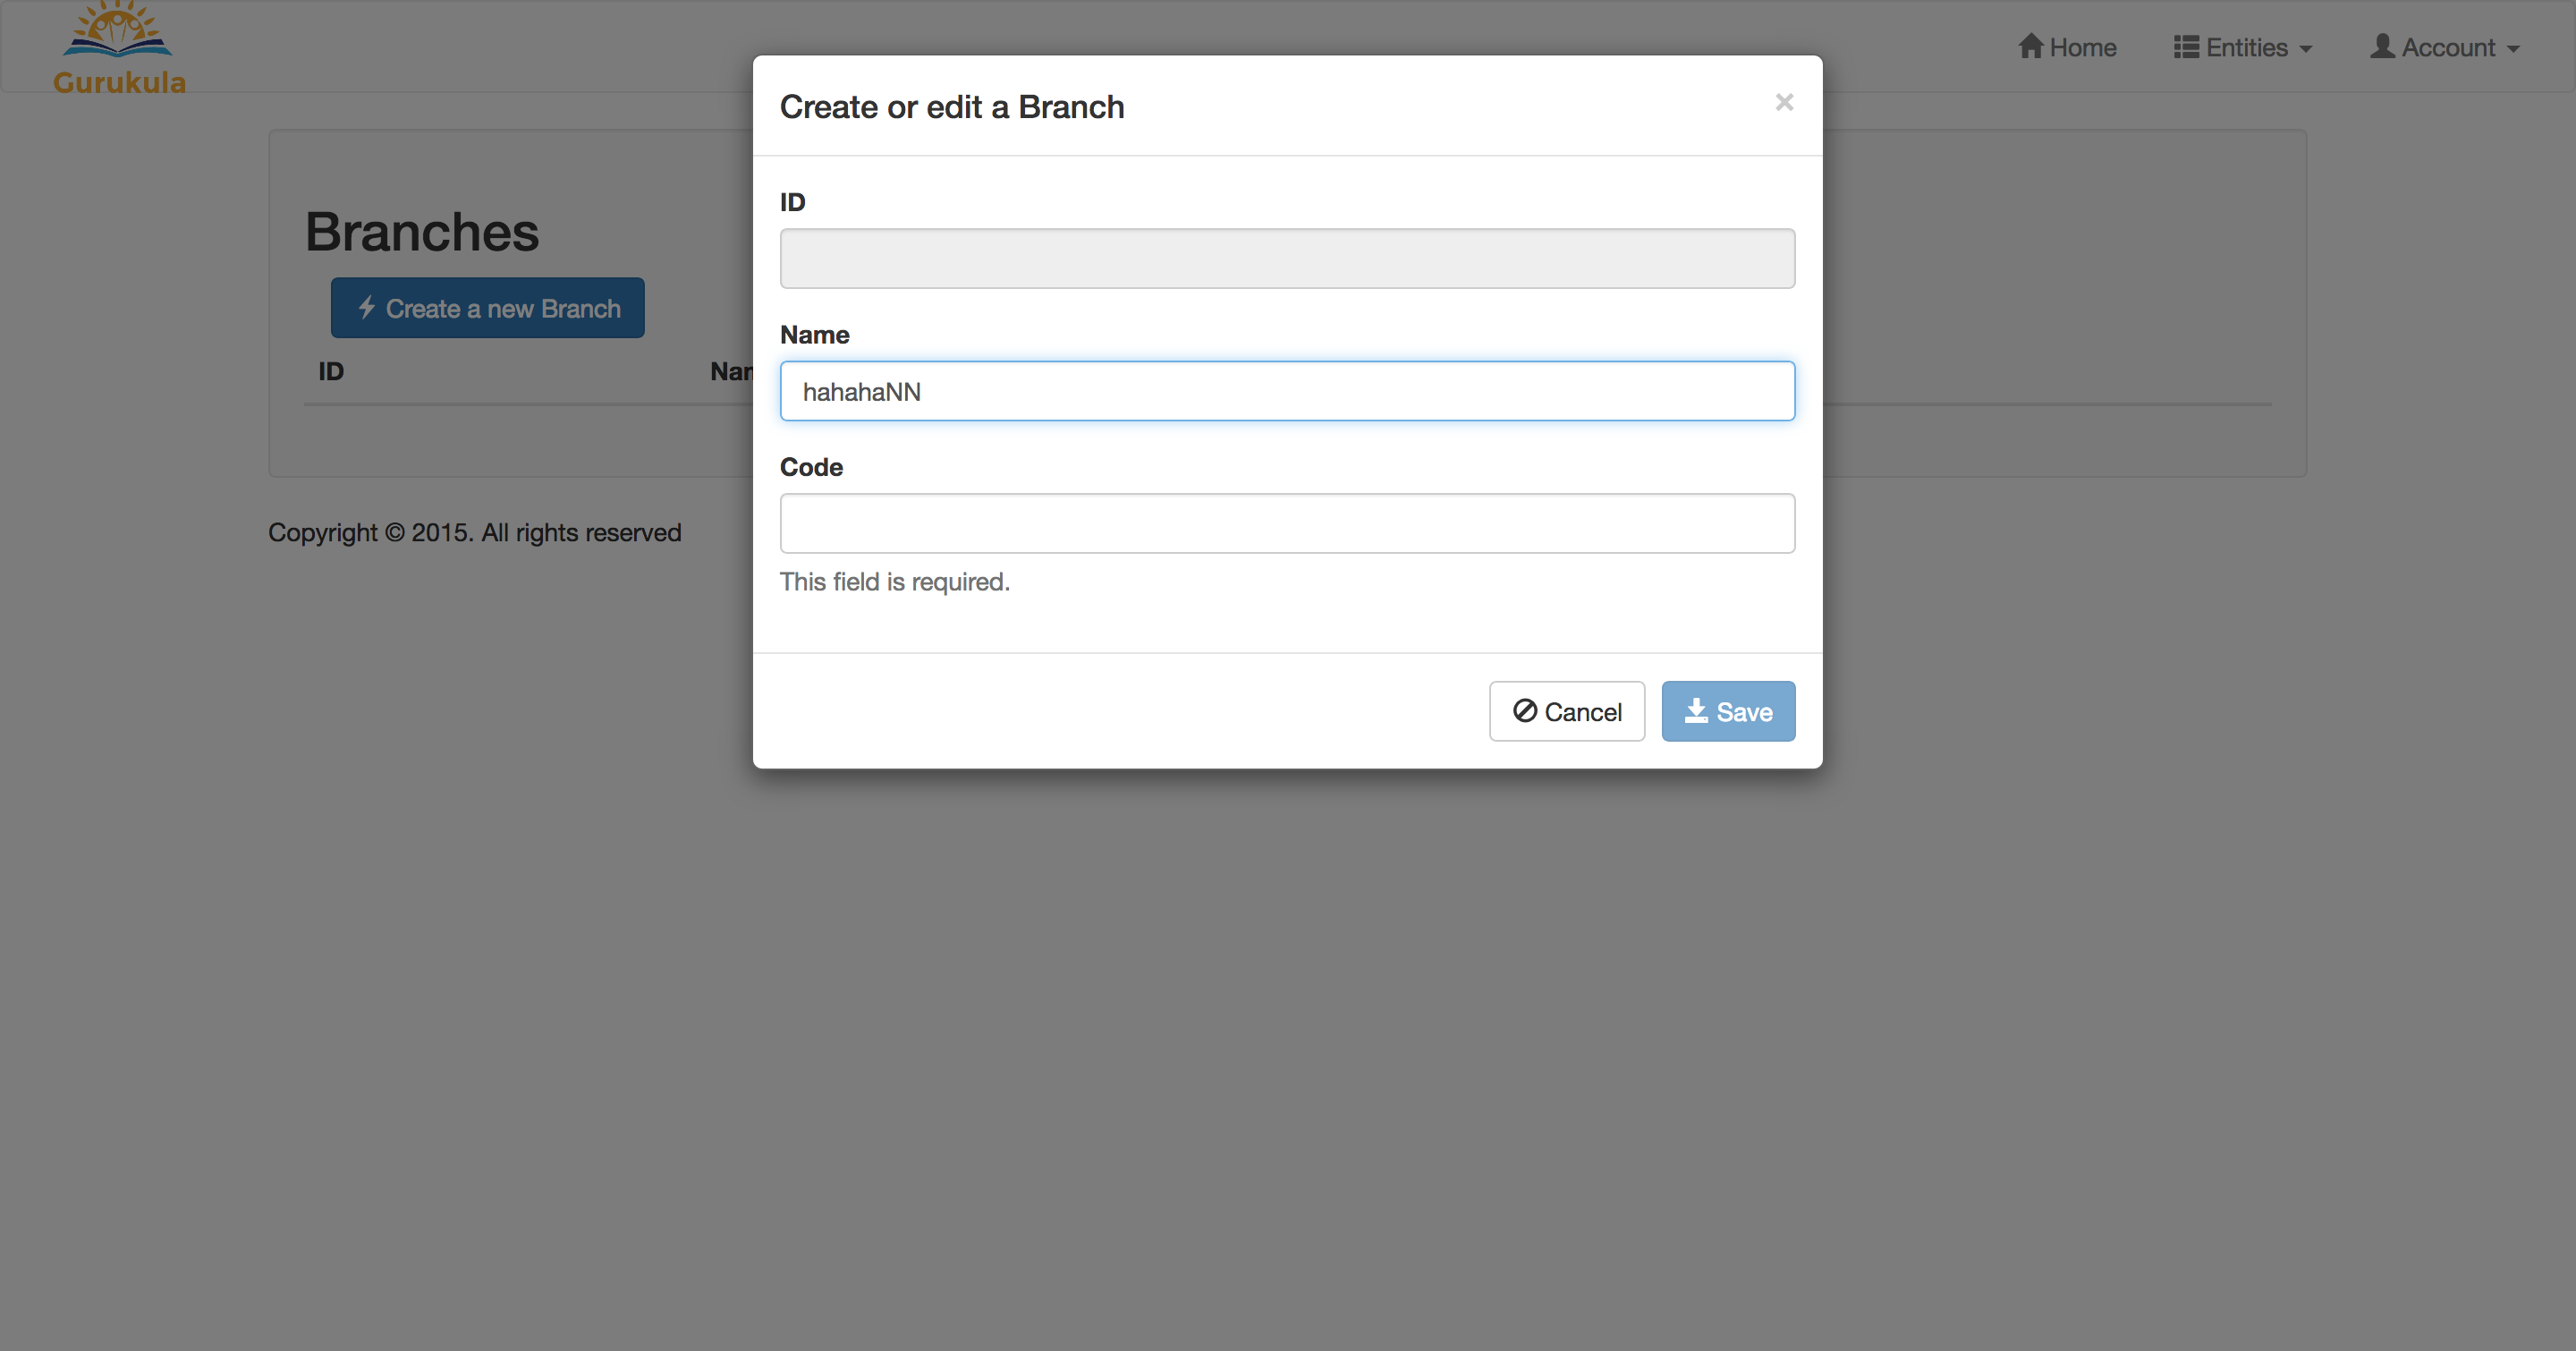 Gurukula
Home Entities Account
Create or edit a Branch ×
ID
Name
hahahaNN
Code
This field is required.
Cancel Save
Branches
Create a new Branch
ID
Copyright © 2015. All rights reserved